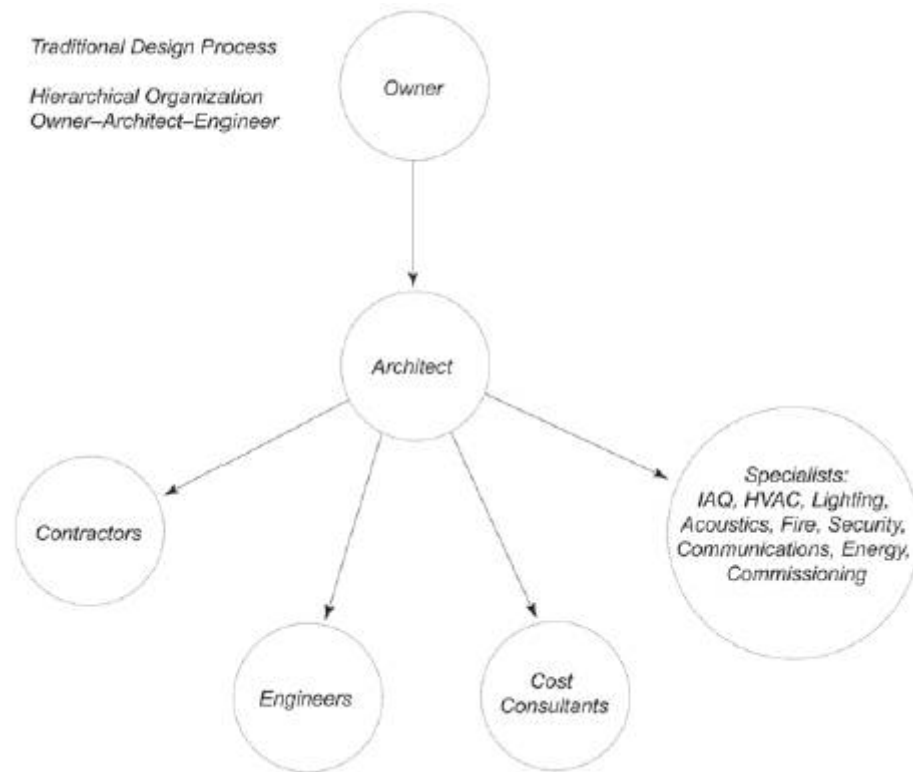 Traditional Design Process
Hierarchical Organization
Owner–Architect–Engineer
Owner
Architect
Contractors
Specialists:
IAQ, HVAC, Lighting,
Acoustics, Fire, Security,
Communications, Energy,
Commissioning
Engineers
Cost
Consultants